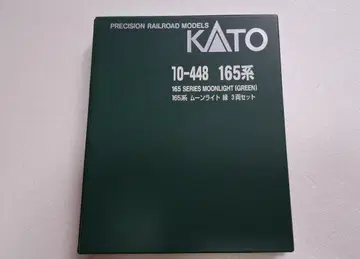 PRECISION RAILROAD MODELS
KATO
10-448 165系
165 SERIES MOONLIGHT (GREEN)
165系 ムーンライト 緑 3両セット